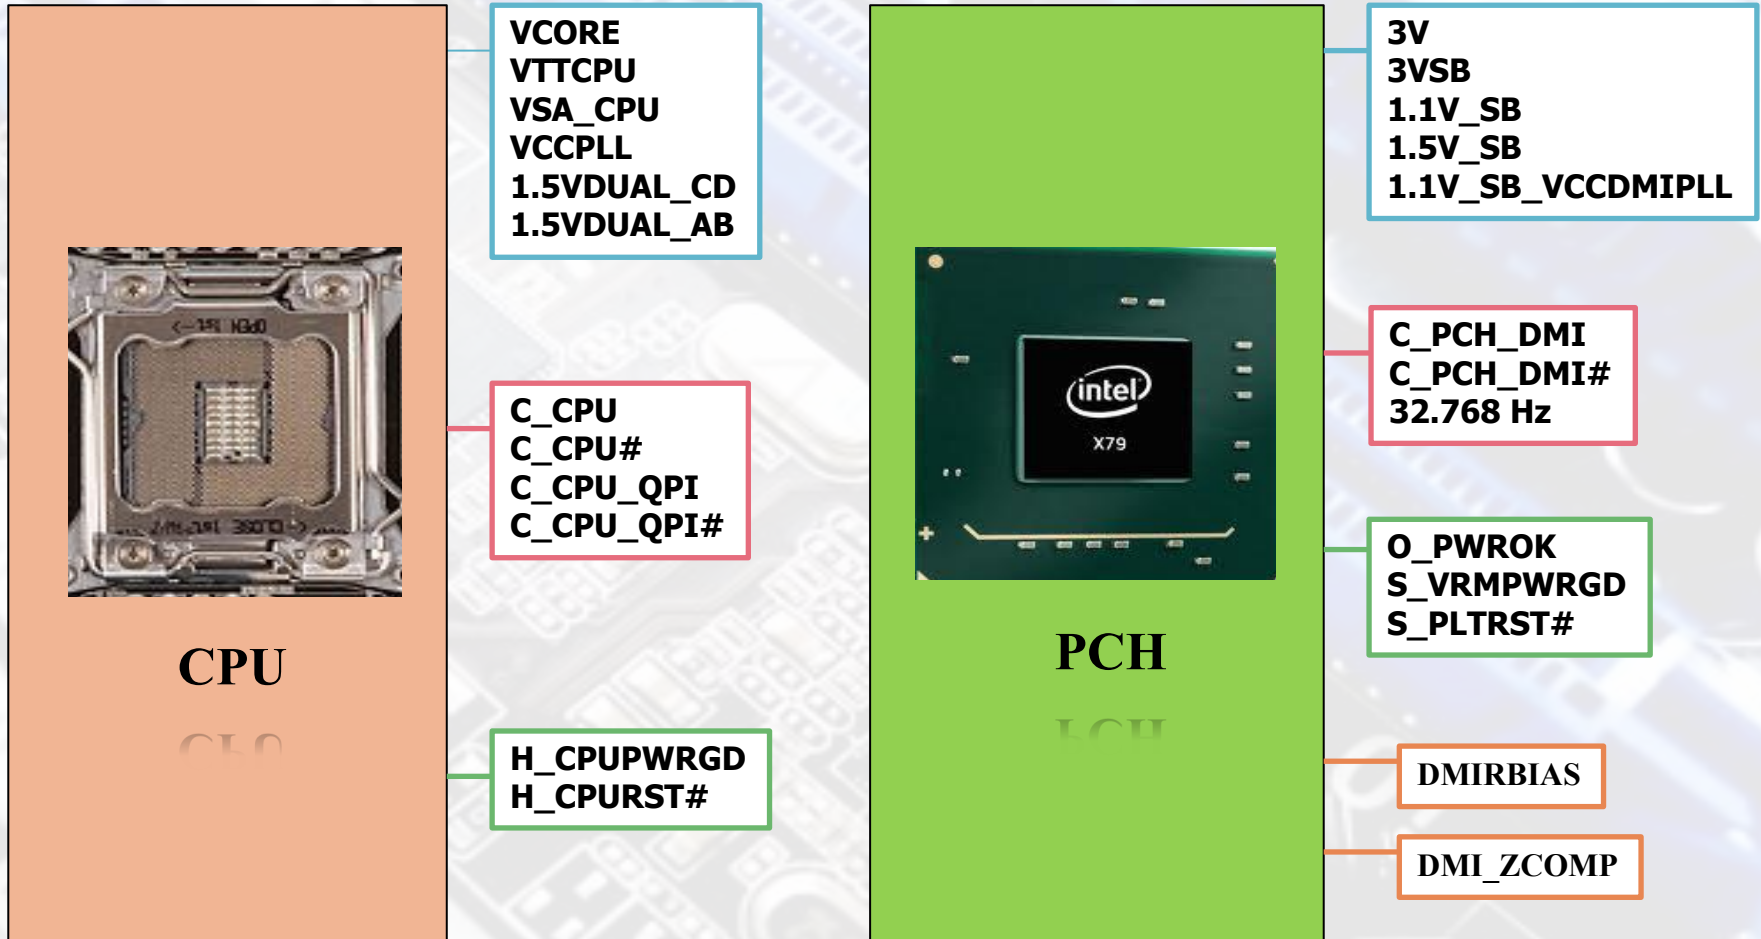 VCORE
VTTCPU
VSA_CPU
VCCPLL
1.5VDUAL_CD
1.5VDUAL_AB
C_CPU
C_CPU#
C_CPU_QPI
C_CPU_QPI#
CPU
H_CPUPWRGD
H_CPURST#
3V
3VSB
1.1V_SB
1.5V_SB
1.1V_SB_VCCDMIPLL
intel
X79
C_PCH_DMI
C_PCH_DMI#
32.768 Hz
O_PWROK
S_VRMPWRGD
S_PLTRST#
PCH
DMIRBIAS
DMI_ZCOMP